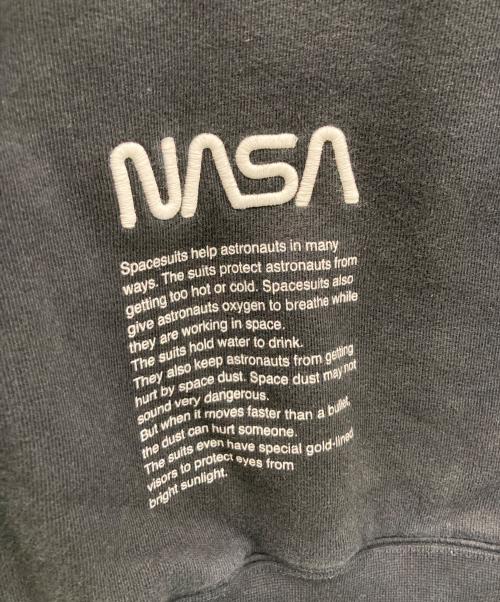 NASA
Spacesuits help astronauts in many
ways. The suits protect astronauts from
getting too hot or cold. Spacesuits also
give astronauts oxygen to breathe while
they are working in space.
The suits hold water to drink.
They also keep astronauts from getting
hurt by space dust. Space dust may not
sound very dangerous.
But when it moves faster than a bullet,
the dust can hurt someone.
The suits even have special gold-lined
visors to protect eyes from
bright sunlight.